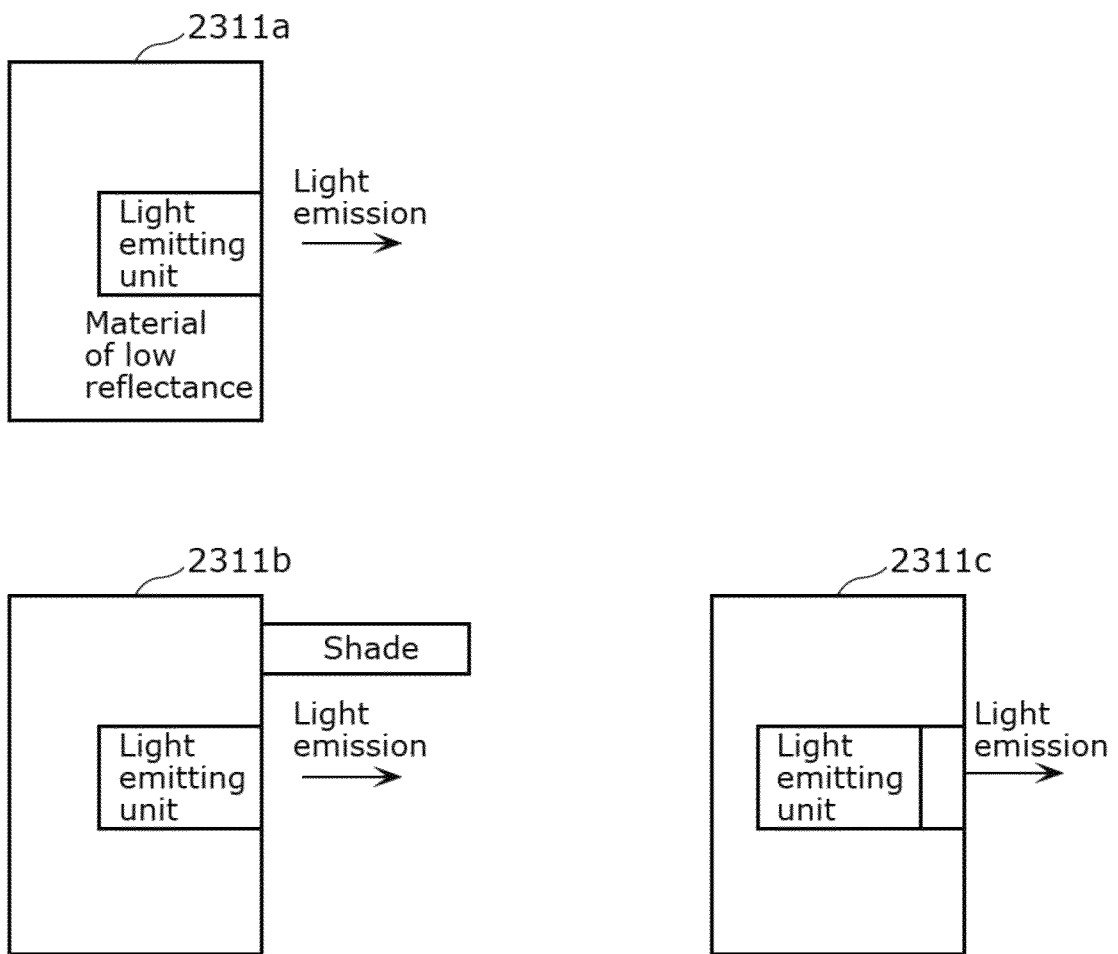 2311a
Light
emission
Light
emitting
unit
Material
of low
reflectance
2311b
Shade
Light
emission
Light
emitting
unit
2311c
Light
emission
Light
emitting
unit